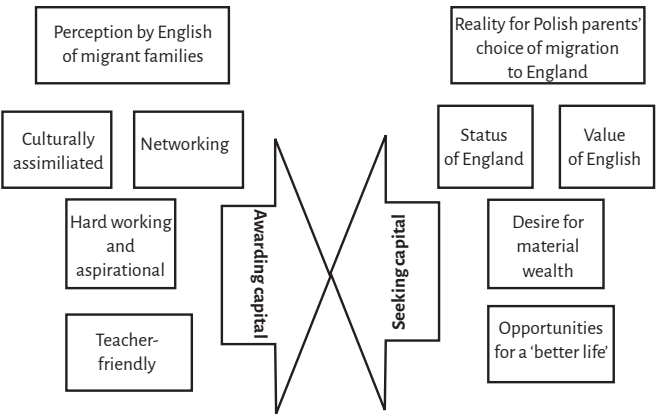 Perception by English
of migrant families
Culturally
assimiliated
Networking
Hard working
and
aspirational
Teacher-
friendly
Awarding capital
Seeking capital
Reality for Polish parents’
choice of migration
to England
Status
of England
Value
of English
Desire for
material
wealth
Opportunities
for a ‘better life’